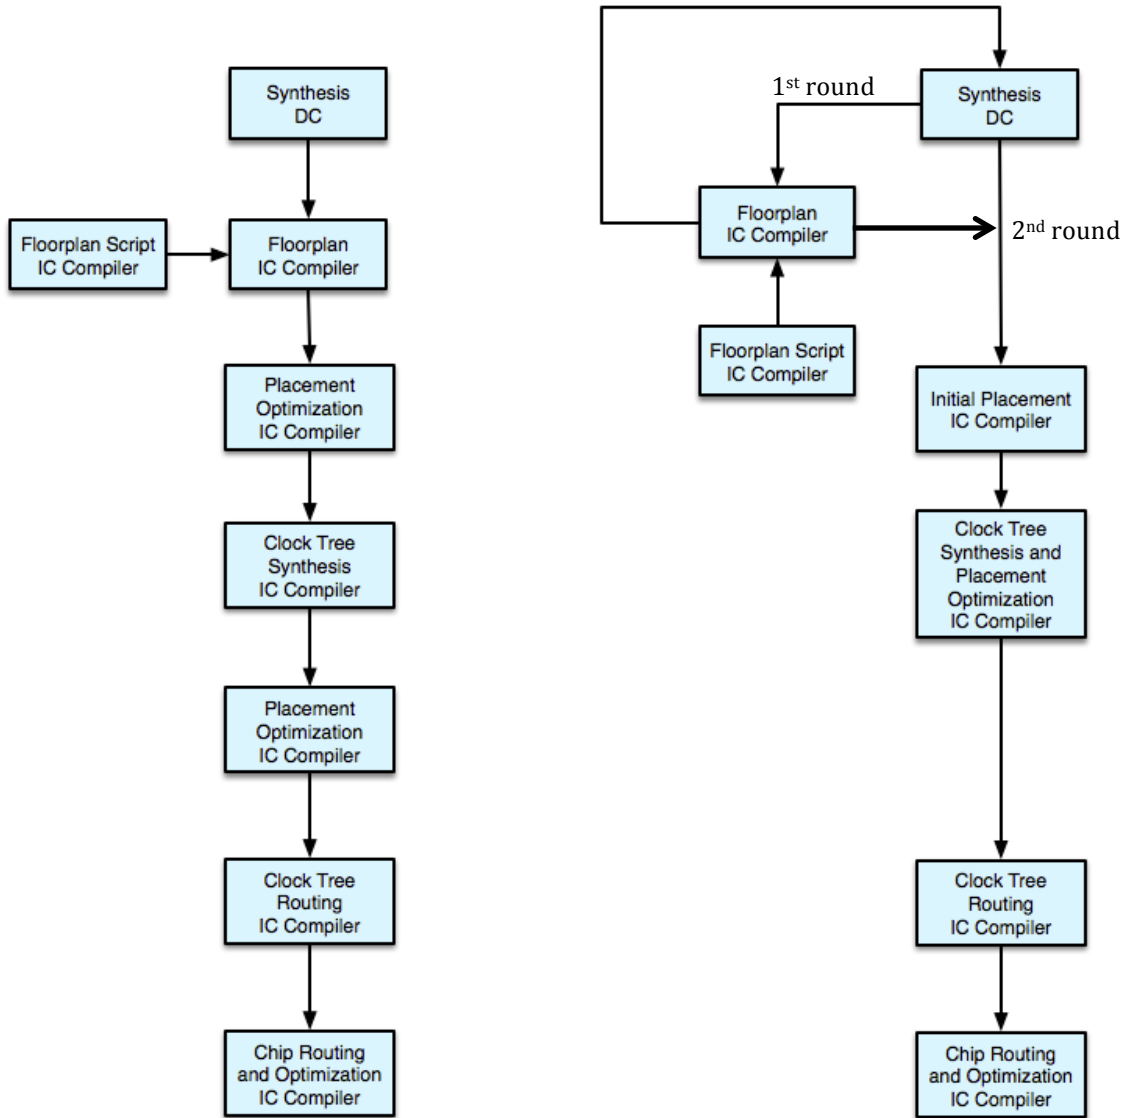 Synthesis
DC
Floorplan Script
IC Compiler
Floorplan
IC Compiler
Placement
Optimization
IC Compiler
Clock Tree
Synthesis
IC Compiler
Placement
Optimization
IC Compiler
Clock Tree
Routing
IC Compiler
Chip Routing
and Optimization
IC Compiler
1st round
Synthesis
DC
Floorplan
IC Compiler
2nd round
Floorplan Script
IC Compiler
Initial Placement
IC Compiler
Clock Tree
Synthesis and
Placement
Optimization
IC Compiler
Clock Tree
Routing
IC Compiler
Chip Routing
and Optimization
IC Compiler